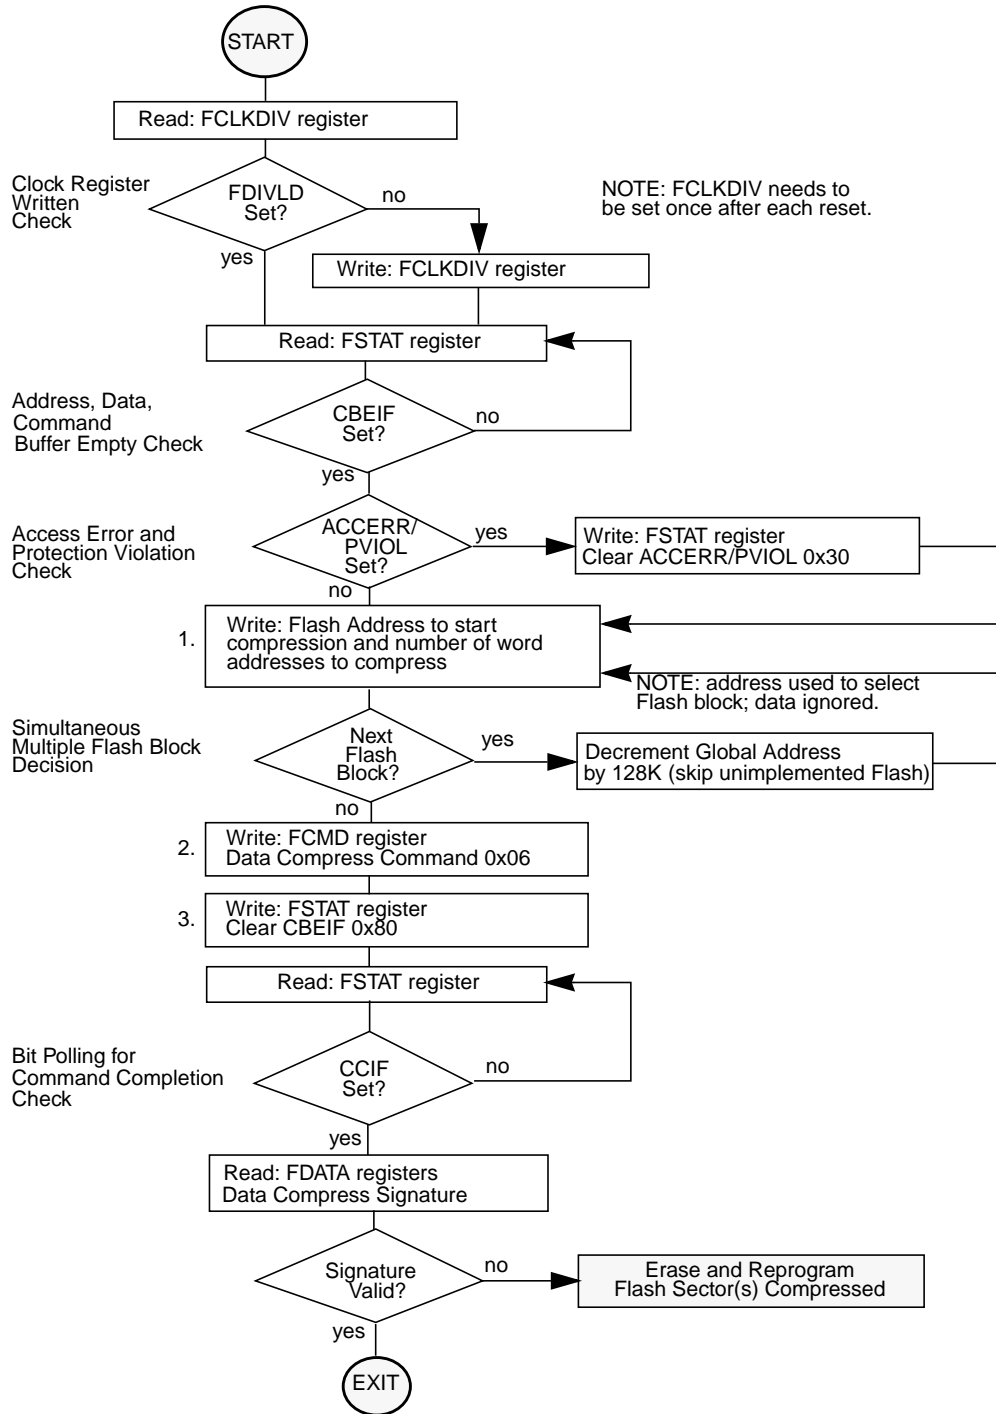 START
Read: FCLKDIV register
Clock Register
Written
Check
FDIVLD
Set?
no
yes
NOTE: FCLKDIV needs to
be set once after each reset.
Write: FCLKDIV register
Read: FSTAT register
Address, Data,
Command
Buffer Empty Check
CBEIF
Set?
no
yes
Access Error and
Protection Violation
Check
ACCERR/
PVIOL
Set?
yes
no
Write: FSTAT register
Clear ACCERR/PVIOL 0x30
1.
Write: Flash Address to start
compression and number of word
addresses to compress
NOTE: address used to select
Flash block; data ignored.
Simultaneous
Multiple Flash Block
Decision
Next
Flash
Block?
yes
no
Decrement Global Address
by 128K (skip unimplemented Flash)
2.
Write: FCMD register
Data Compress Command 0x06
3.
Write: FSTAT register
Clear CBEIF 0x80
Read: FSTAT register
Bit Polling for
Command Completion
Check
CCIF
Set?
no
yes
Read: FDATA registers
Data Compress Signature
Signature
Valid?
no
yes
Erase and Reprogram
Flash Sector(s) Compressed
EXIT